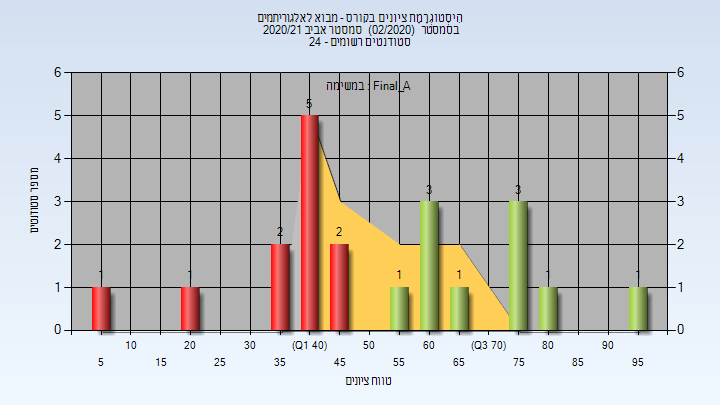 היסטוגרמת ציונים בקורס - מבוא לאלגוריתמים
בסמסטר (02/2020) סמסטר אביב 2020/21
סטודנטים רשומים - 24
במשימה : Final_A
6 6
5 5
4 4
3 3
2 2
1 1
0 0
1 1 2 5 2 1 3 1 3 1 1
מספר סטודנטים
10 20 30 (Q1 40) 50 60 (Q3 70) 80 90
5 15 25 35 45 55 65 75 85 95
טווח ציונים